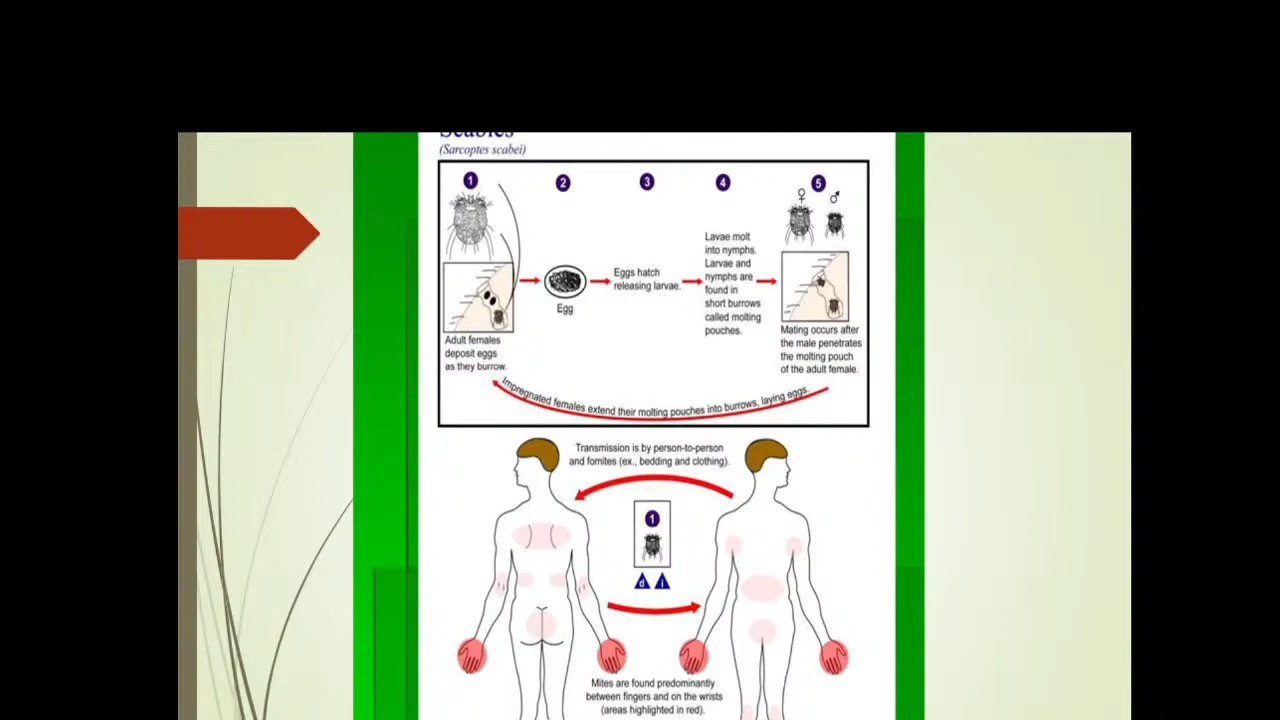 Scabies
(Sarcoptes scabei)
1
2
3
4
5
♀ ♂
Adult females
deposit eggs
as they burrow.
Egg
Eggs hatch
releasing larvae.
Lavae molt
into nymphs.
Larvae and
nymphs are
found in
short burrows
called molting
pouches.
Mating occurs after
the male penetrates
the molting pouch
of the adult female.
Impregnated females extend their molting pouches into burrows, laying eggs.
Transmission is by person-to-person
and fomites (ex., bedding and clothing).
1
d i
Mites are found predominantly
between fingers and on the wrists
(areas highlighted in red).